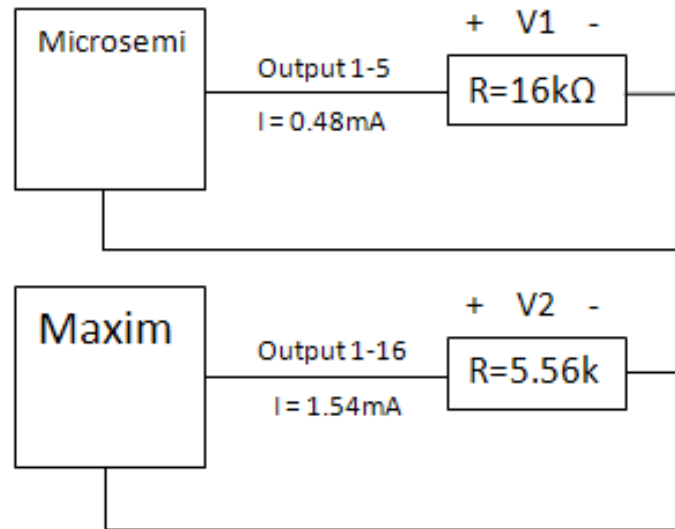 Microsemi
+ V1 -
Output 1-5
R=16kΩ
I = 0.48mA
Maxim
+ V2 -
Output 1-16
R=5.56k
I = 1.54mA